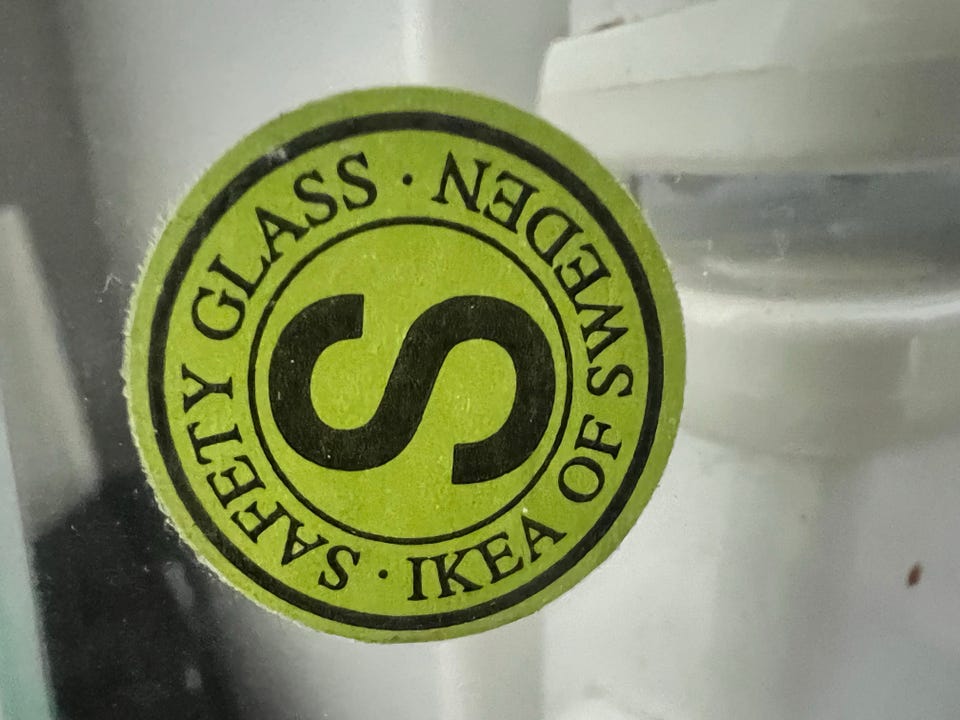 SAFETY GLASS ·
IKEA OF SWEDEN ·
S